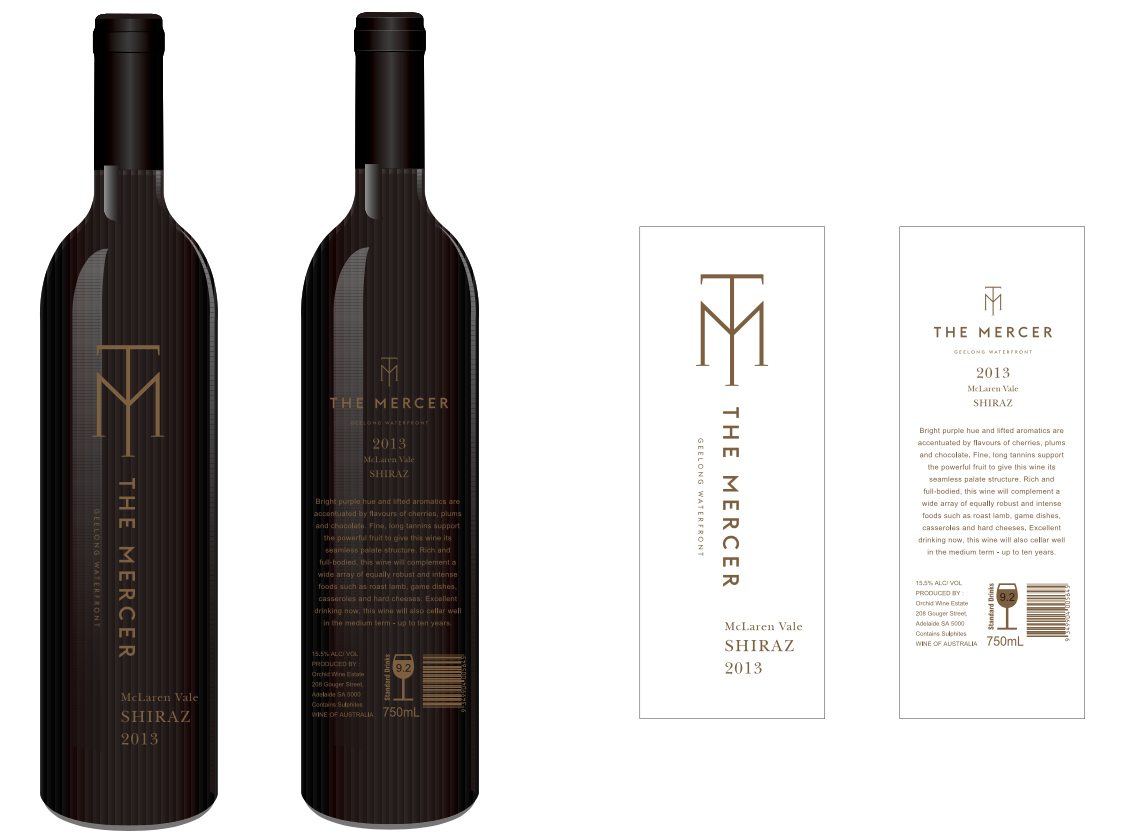 TM
THE MERCER
GEELONG WATERFRONT
McLaren Vale
SHIRAZ
2013
TM
THE MERCER
GEELONG WATERFRONT
2013
McLaren Vale
SHIRAZ
Bright purple hue and lifted aromatics are
accentuated by flavours of cherries, plums
and chocolate. Fine, long tannins support
the powerful fruit to give this wine its
seamless palate structure. Rich and
full-bodied, this wine will complement a
wide array of equally robust and intense
foods such as roast lamb, game dishes,
casseroles and hard cheeses. Excellent
drinking now, this wine will also cellar well
in the medium term - up to ten years.
15.5% ALC/ VOL
PRODUCED BY :
Orchid Wine Estate
208 Gouger Street,
Adelaide SA 5000
Contains Sulphites
WINE OF AUSTRALIA
Standard Drinks
9.2
750mL
9 349904 005649
TM
THE MERCER
GEELONG WATERFRONT
McLaren Vale
SHIRAZ
2013
TM
THE MERCER
GEELONG WATERFRONT
2013
McLaren Vale
SHIRAZ
Bright purple hue and lifted aromatics are
accentuated by flavours of cherries, plums
and chocolate. Fine, long tannins support
the powerful fruit to give this wine its
seamless palate structure. Rich and
full-bodied, this wine will complement a
wide array of equally robust and intense
foods such as roast lamb, game dishes,
casseroles and hard cheeses. Excellent
drinking now, this wine will also cellar well
in the medium term - up to ten years.
15.5% ALC/ VOL
PRODUCED BY :
Orchid Wine Estate
208 Gouger Street,
Adelaide SA 5000
Contains Sulphites
WINE OF AUSTRALIA
Standard Drinks
9.2
750mL
9 349904 005649